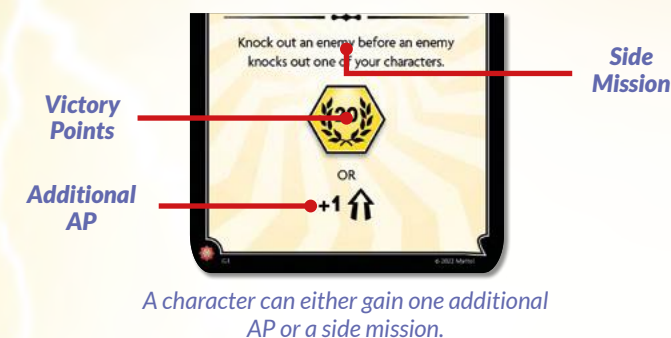 Knock out an enemy before an enemy
knocks out one of your characters.
Side
Mission
Victory
Points
20
OR
Additional
AP
+1
© 2022 Mattel
A character can either gain one additional
AP or a side mission.